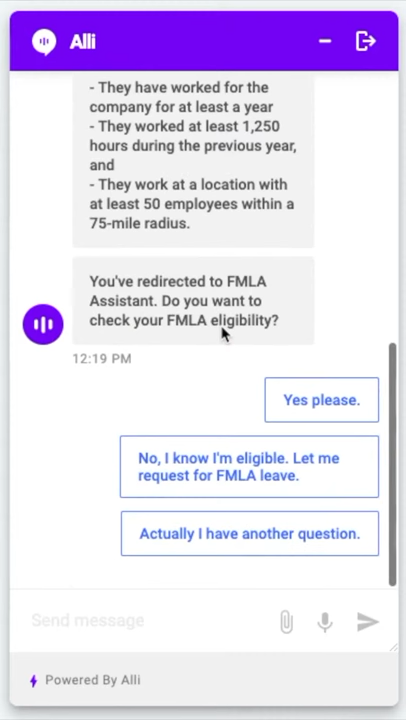 Alli
- They have worked for the
company for at least a year
- They worked at least 1,250
hours during the previous year,
and
- They work at a location with
at least 50 employees within a
75-mile radius.
You've redirected to FMLA
Assistant. Do you want to
check your FMLA eligibility?
12:19 PM
Yes please.
No, I know I'm eligible. Let me
request for FMLA leave.
Actually I have another question.
Send message
Powered By Alli